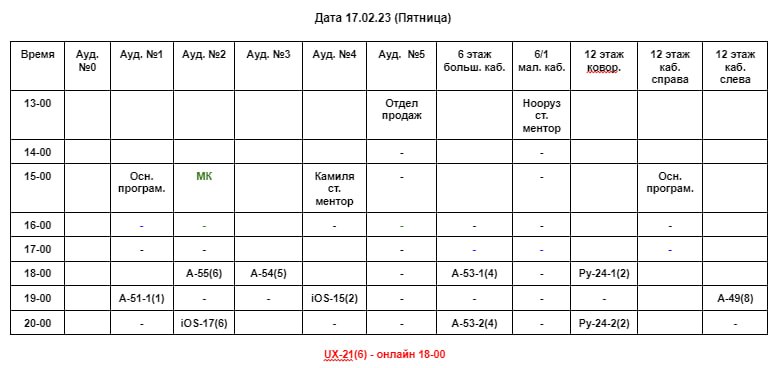 Дата 17.02.23 (Пятница)
Время Ауд. №0 Ауд. №1 Ауд. №2 Ауд. №3 Ауд. №4 Ауд. №5 6 этаж больш. каб. 6/1 мал. каб. 12 этаж ковор. 12 этаж каб. справа 12 этаж каб. слева
13-00 Отдел продаж Нооруз ст. ментор
14-00 - -
15-00 Осн. програм. МК Камиля ст. ментор - - Осн. програм.
16-00 - - - - - -
17-00 - - - - - -
18-00 А-55(6) А-54(5) - А-53-1(4) - Py-24-1(2)
19-00 А-51-1(1) - - iOS-15(2) - - - - А-49(8)
20-00 - iOS-17(6) - А-53-2(4) - Py-24-2(2) -
UX-21(6) - онлайн 18-00